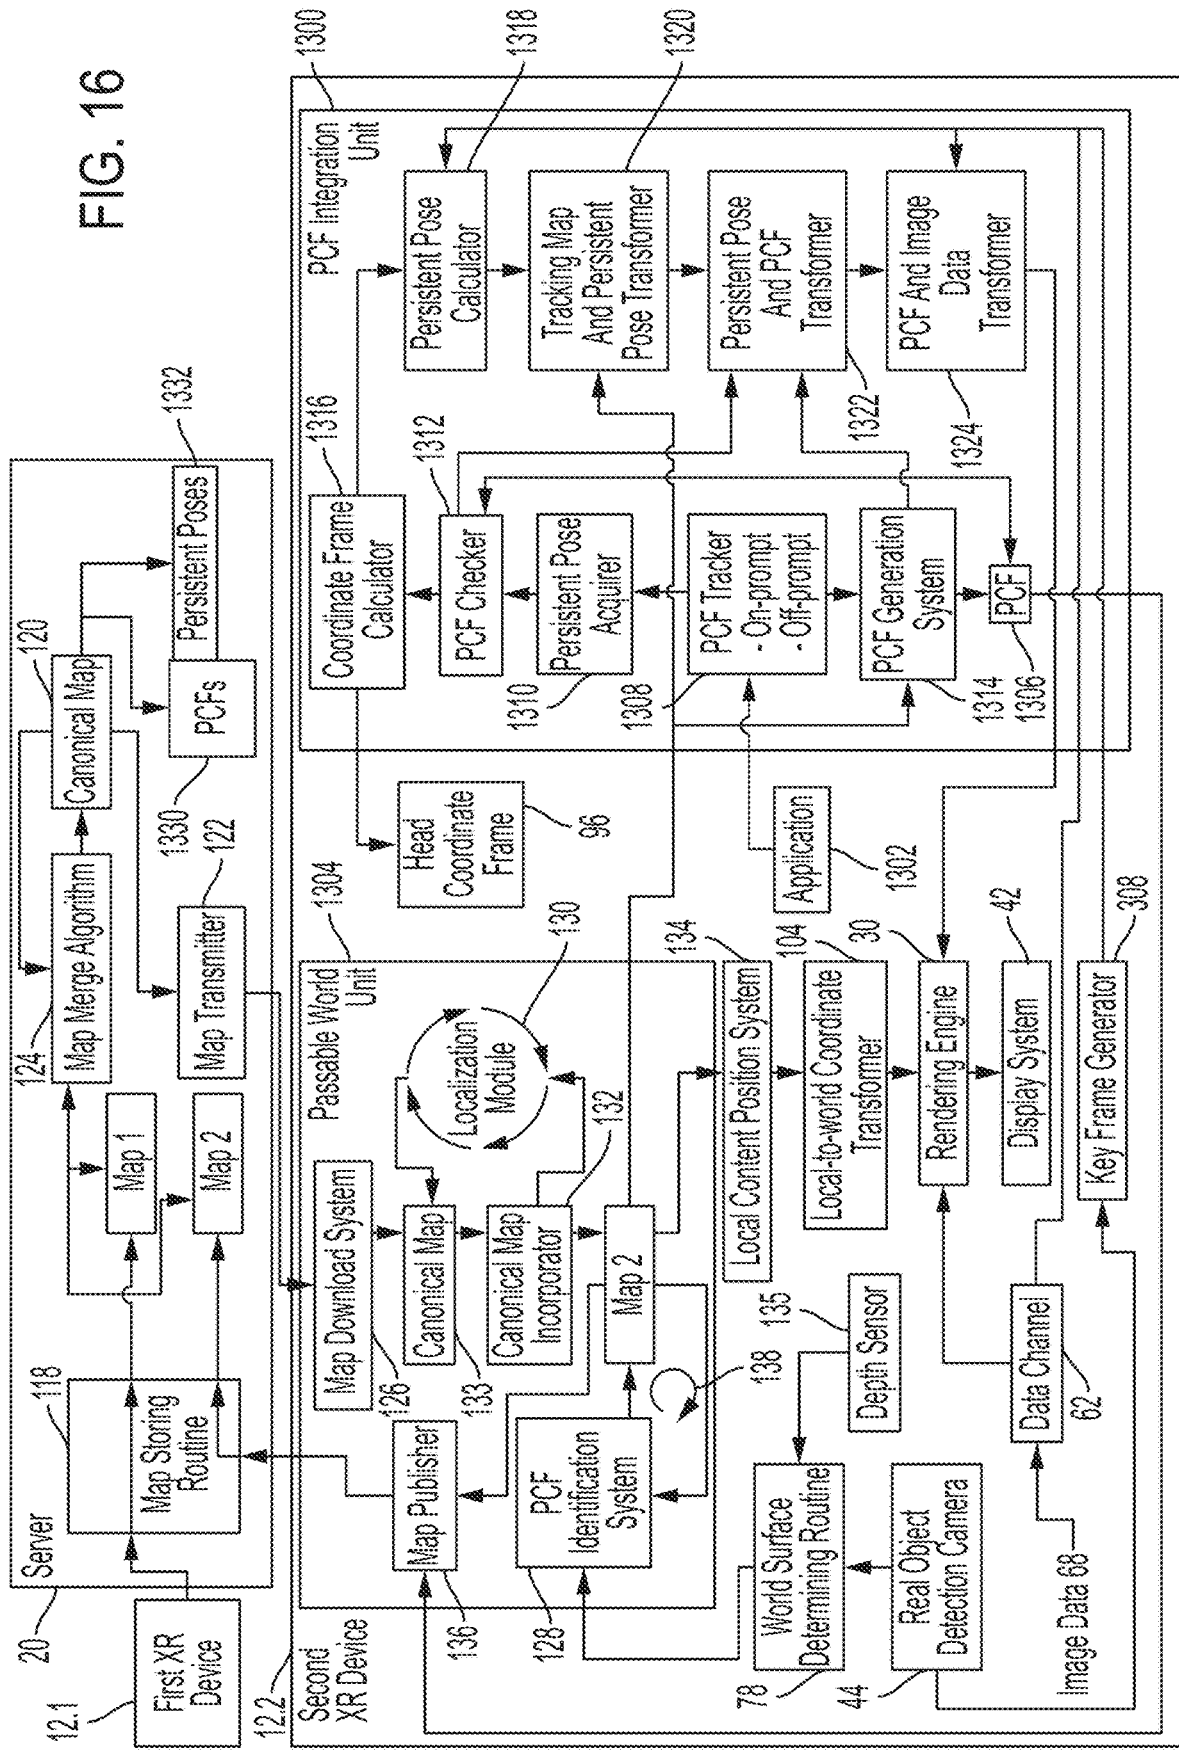 FIG. 16
12.1
First XR
Device
20
Server
118
Map Storing
Routine
Map 1
Map 2
124
Map Merge Algorithm
120
Canonical Map
Map Transmitter
122
PCFs
1330
Persistent Poses
1332
12.2
Second
XR Device
Passable World
Unit
1304
Map Download System
126
Canonical Map
133
Canonical Map
Incorporator
132
Localization
Module
130
Map 2
Map Publisher
136
PCF
Identification
System
128
138
World Surface
Determining Routine
78
Real Object
Detection Camera
44
Depth Sensor
135
Image Data 68
Data Channel
62
Local Content Position System
134
Local-to-world Coordinate
Transformer
104
Rendering Engine
30
Display System
42
Key Frame Generator
308
Head
Coordinate
Frame
96
Application
1302
PCF Integration
Unit
1300
Coordinate Frame
Calculator
1316
PCF Checker
1312
Persistent Pose
Acquirer
1310
PCF Tracker
- On-prompt
- Off-prompt
1308
PCF Generation
System
1314
PCF
1306
Persistent Pose
Calculator
1318
Tracking Map
And Persistent
Pose Transformer
1320
Persistent Pose
And PCF
Transformer
1322
PCF And Image
Data
Transformer
1324